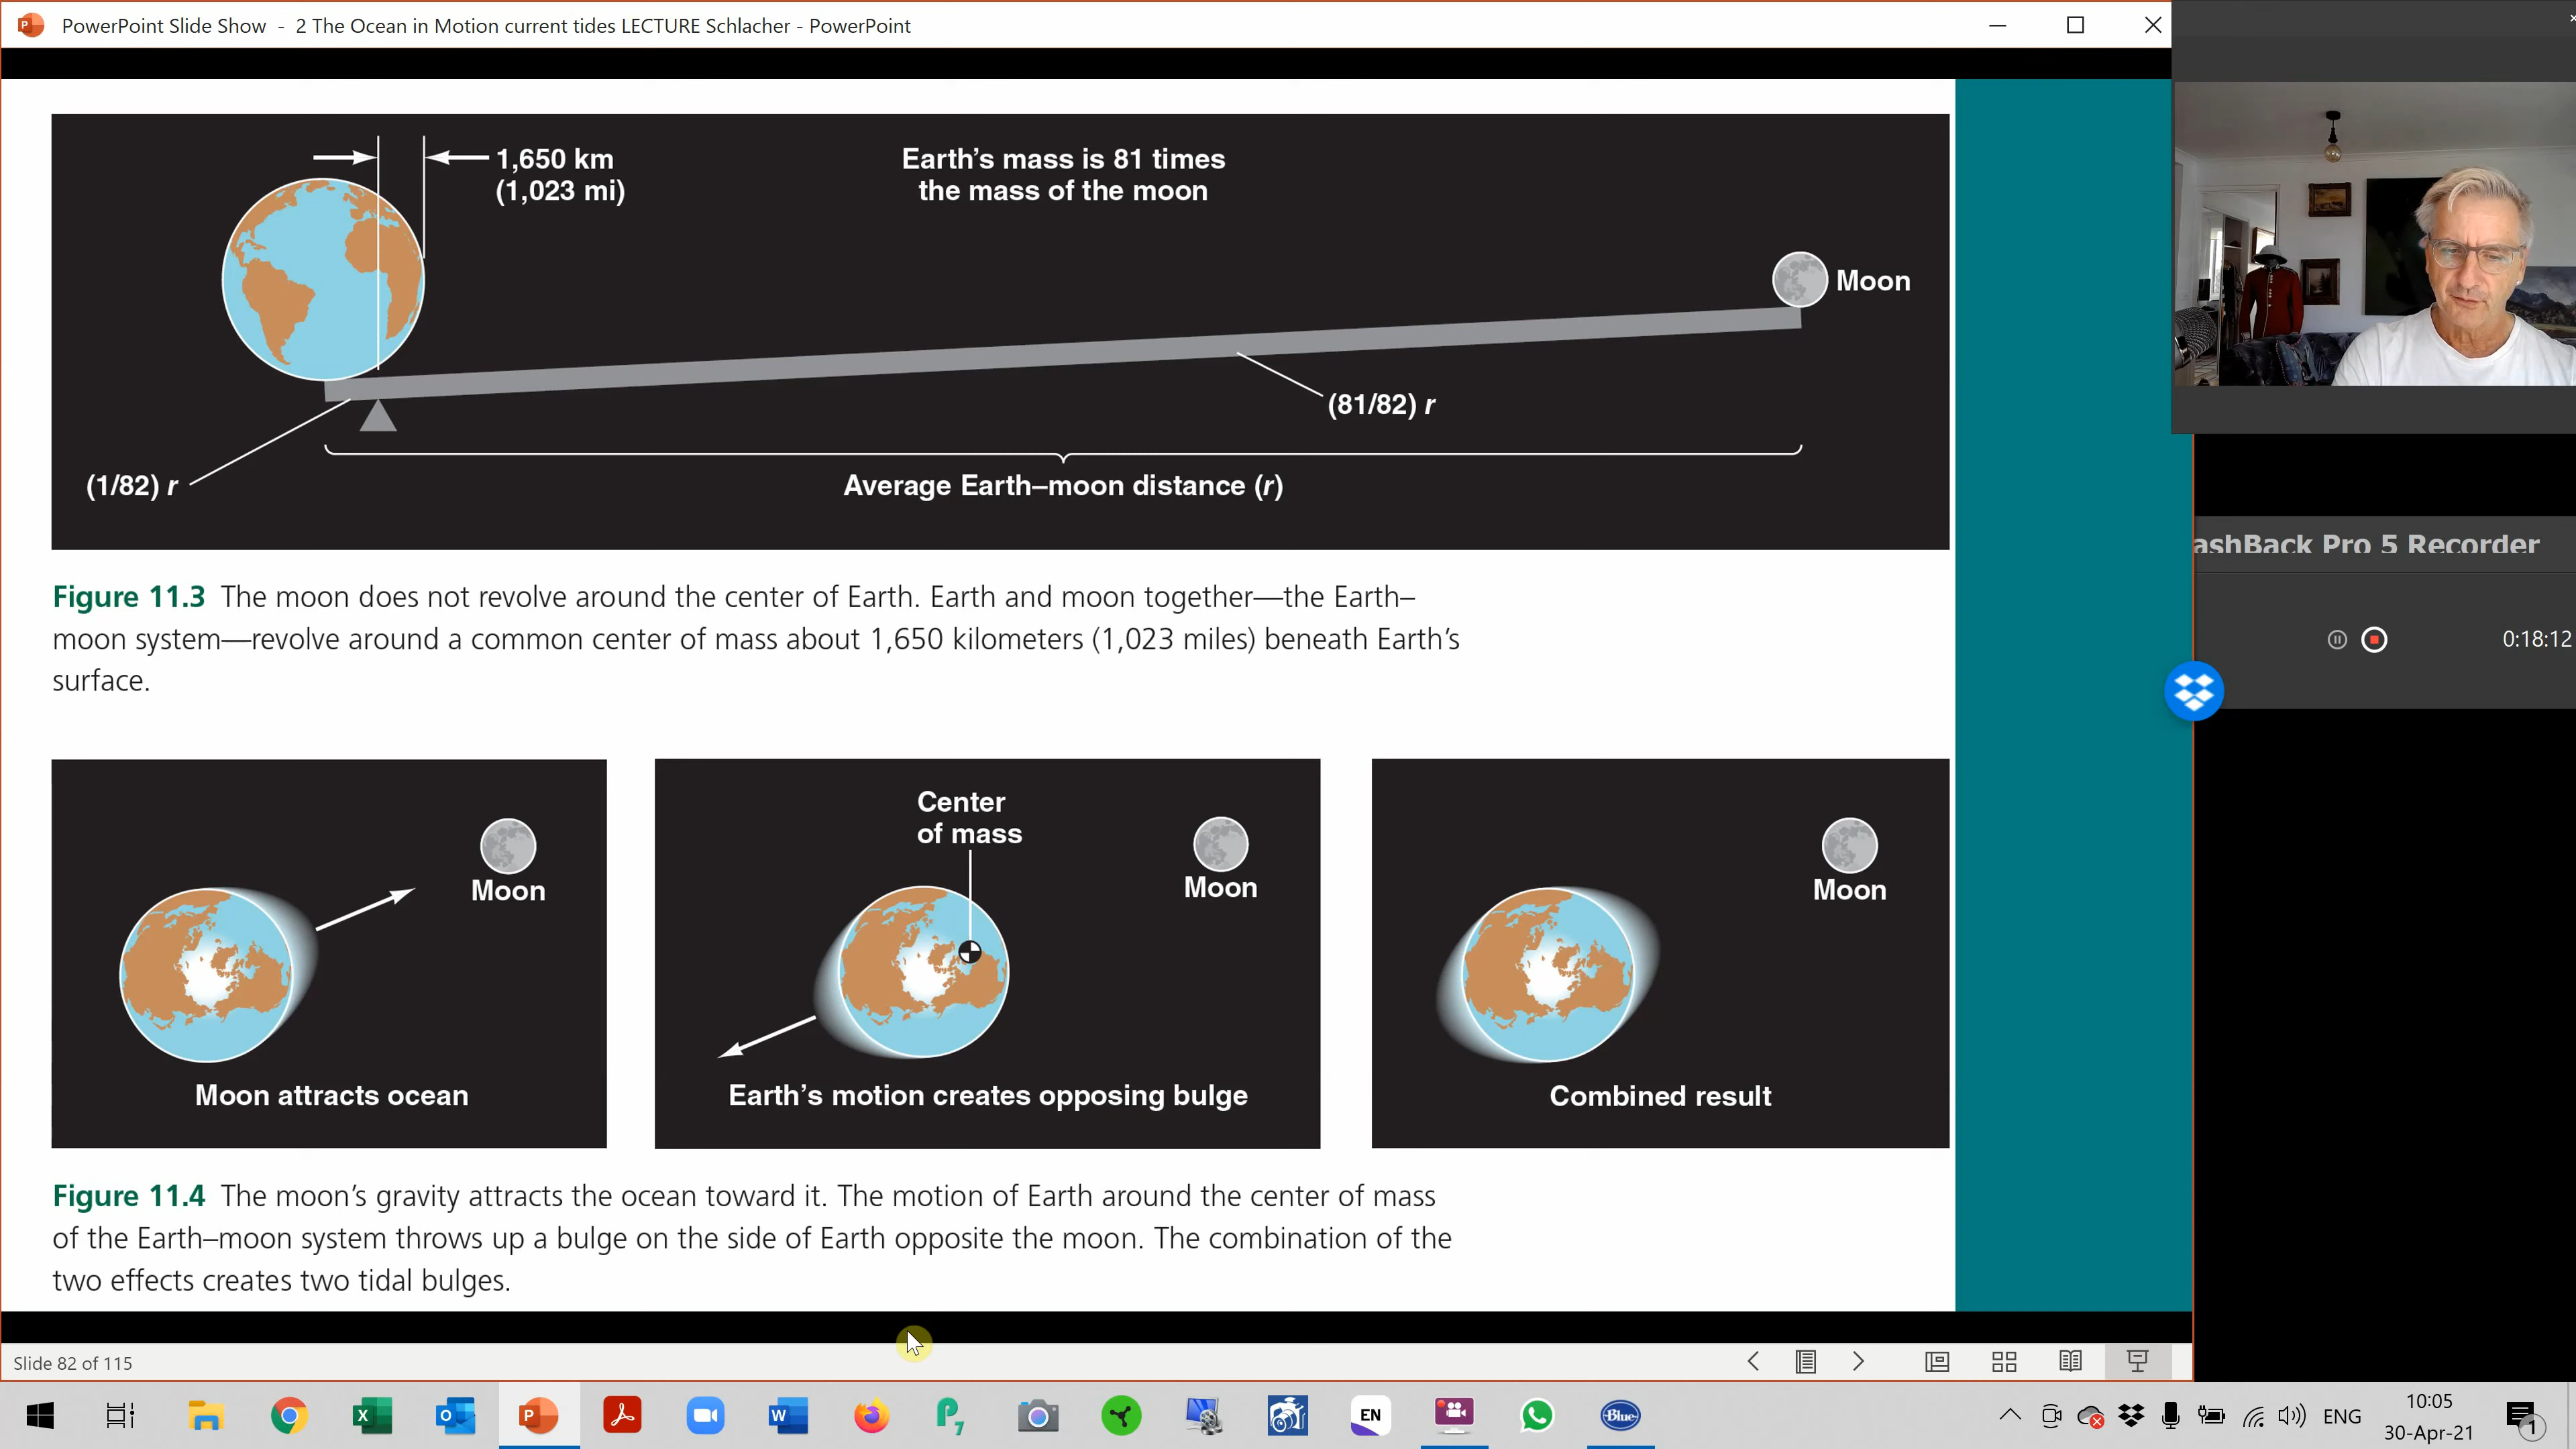 PowerPoint Slide Show - 2 The Ocean in Motion current tides LECTURE Schlacher - PowerPoint
1,650 km
(1,023 mi)
Earth's mass is 81 times
the mass of the moon
Moon
(81/82) r
(1/82) r
Average Earth–moon distance (r)
Figure 11.3 The moon does not revolve around the center of Earth. Earth and moon together—the Earth–
moon system—revolve around a common center of mass about 1,650 kilometers (1,023 miles) beneath Earth's
surface.
Moon
Moon attracts ocean
Center
of mass
Moon
Earth's motion creates opposing bulge
Moon
Combined result
Figure 11.4 The moon's gravity attracts the ocean toward it. The motion of Earth around the center of mass
of the Earth–moon system throws up a bulge on the side of Earth opposite the moon. The combination of the
two effects creates two tidal bulges.
ashBack Pro 5 Recorder
0:18:12
Slide 82 of 115
EN
Blue
ENG
10:05
30-Apr-21
1